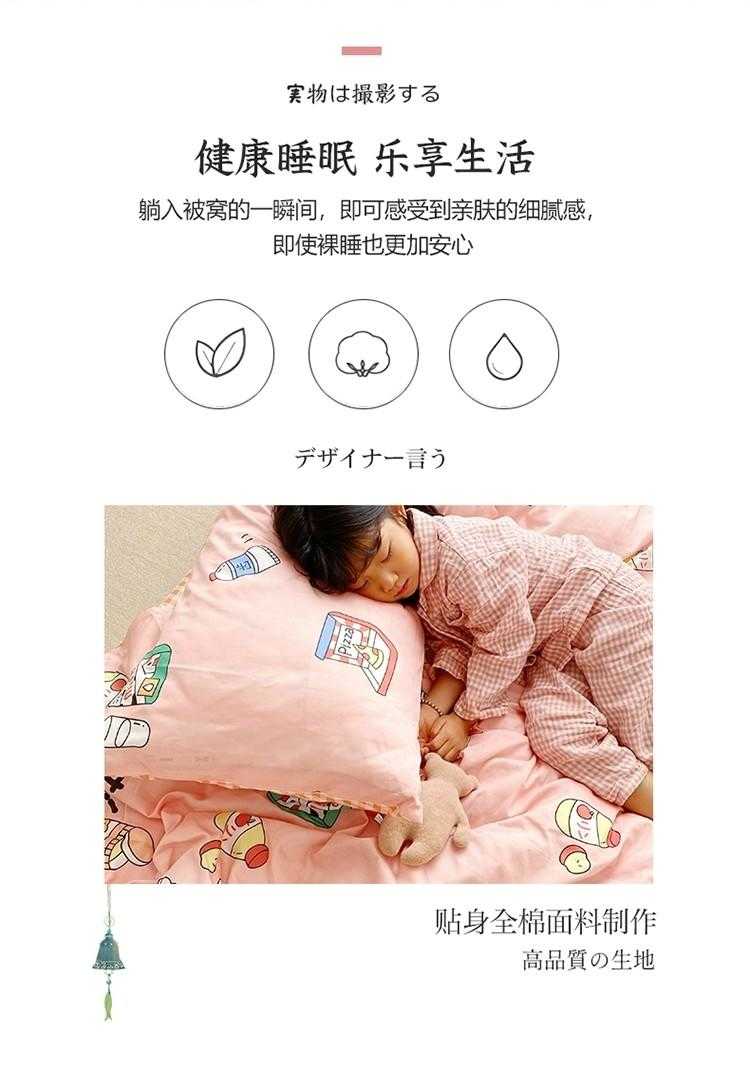 実物は撮影する
健康睡眠 乐享生活
躺入被窝的一瞬间，即可感受到亲肤的细腻感，
即使裸睡也更加安心
デザイナー言う
Pizza
贴身全棉面料制作
高品質の生地